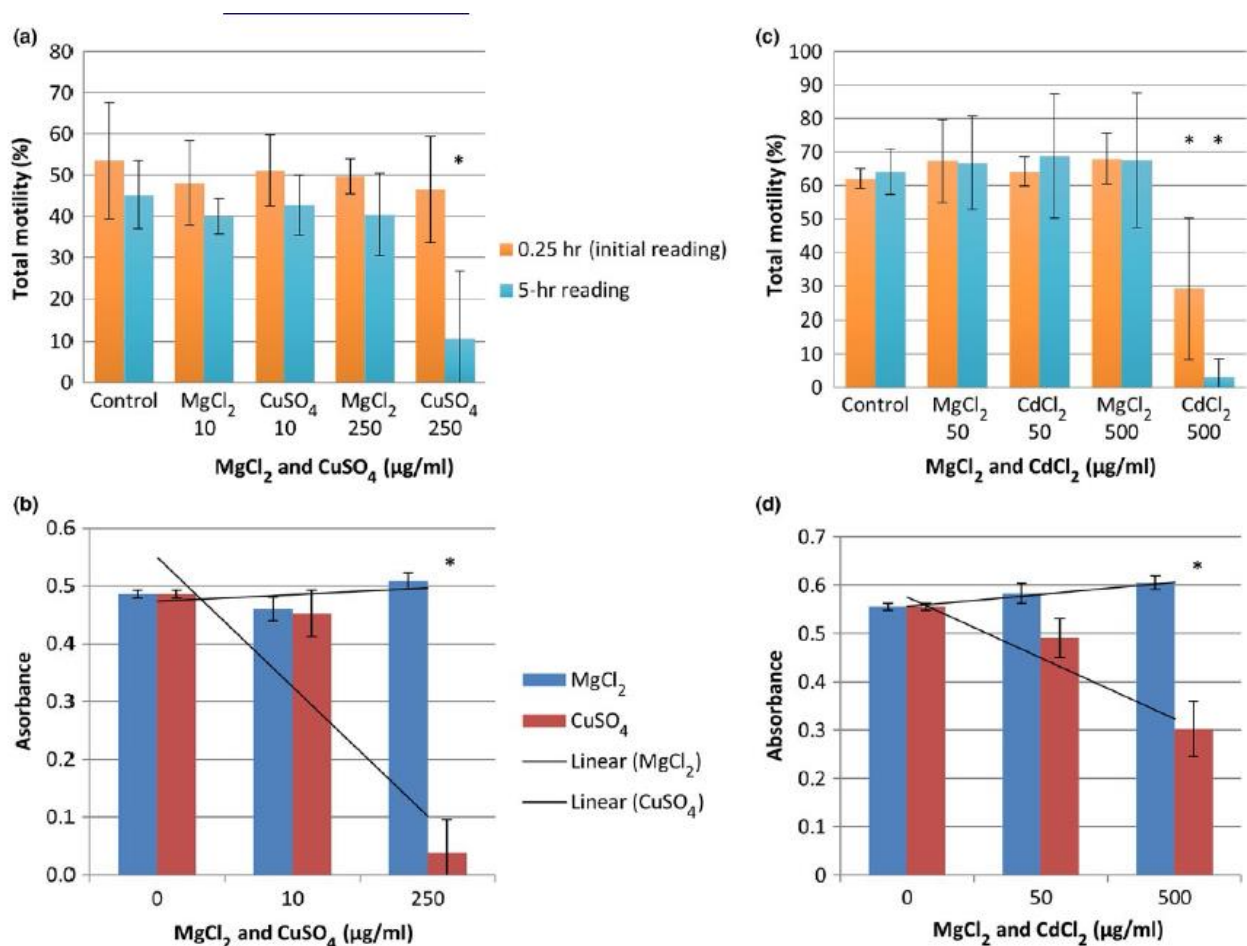 (a)
80
70
60
50
40
30
20
10
0
Total motility (%)
Control MgCl₂ CuSO₄ MgCl₂ CuSO₄
10 10 250 250
MgCl₂ and CuSO₄ (µg/ml)
*
0.25 hr (initial reading)
5-hr reading
(c)
100
90
80
70
60
50
40
30
20
10
0
Total motility (%)
* *
Control MgCl₂ CdCl₂ MgCl₂ CdCl₂
50 50 500 500
MgCl₂ and CdCl₂ (µg/ml)
(b)
0.6
0.5
0.4
0.3
0.2
0.1
0.0
Asorbance
*
0 10 250
MgCl₂ and CuSO₄ (µg/ml)
MgCl₂
CuSO₄
Linear (MgCl₂)
Linear (CuSO₄)
(d)
0.7
0.6
0.5
0.4
0.3
0.2
0.1
0
Absorbance
*
0 50 500
MgCl₂ and CdCl₂ (µg/ml)